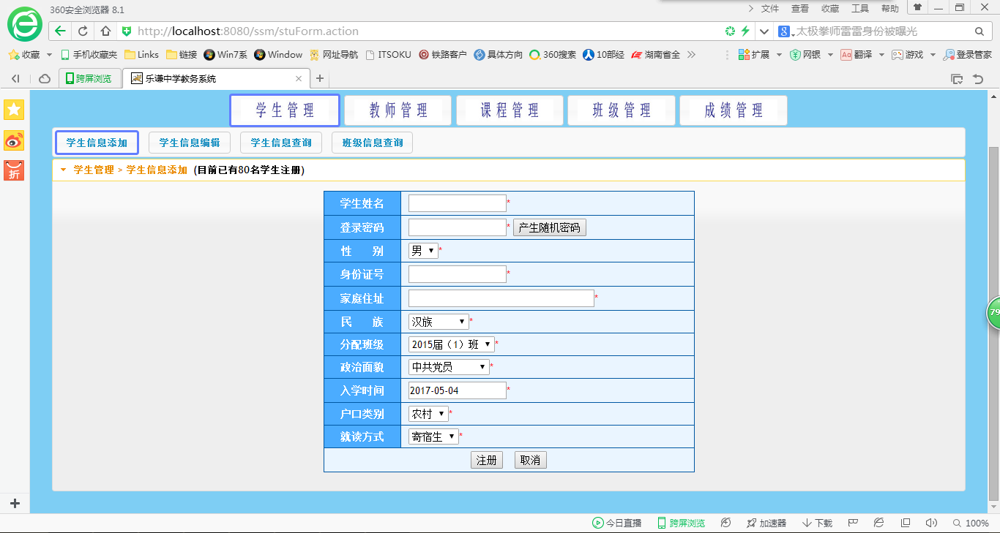 360安全浏览器 8.1
文件 查看 收藏 工具 帮助
http://localhost:8080/ssm/stuForm.action
太极拳师雷雷身份被曝光
收藏 手机收藏夹 Links 链接 Win7系 Window 网址导航 ITSOKU 铁路客户 具体方向 360搜索 10部经 湖南省全 扩展 网银 Aa 翻译 游戏 登录管家
跨屏浏览 乐谦中学教务系统
学生管理 教师管理 课程管理 班级管理 成绩管理
学生信息添加 学生信息编辑 学生信息查询 班级信息查询
折
学生管理 > 学生信息添加 (目前已有80名学生注册)
学生姓名 *
登录密码 * 产生随机密码
性 别 男 *
身份证号 *
家庭住址 *
民 族 汉族 *
分配班级 2015届（1）班 *
政治面貌 中共党员 *
入学时间 2017-05-04 *
户口类别 农村 *
就读方式 寄宿生 *
注册 取消
79
今日直播 跨屏浏览 加速器 下载 100%